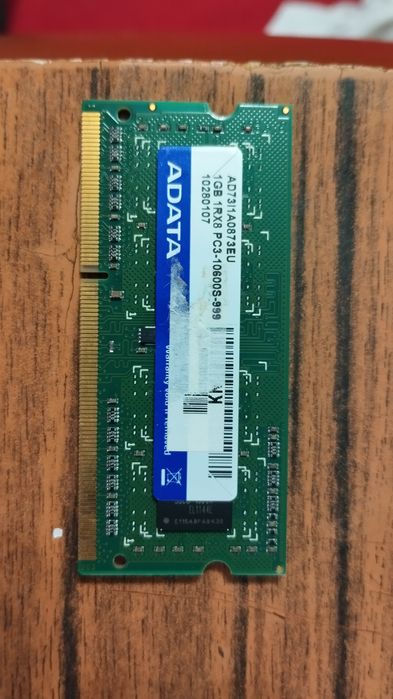 ADATA
AD73I1A0873EU
1GB 1RX8 PC3-10600S-999
10280107
Warranty void if removed